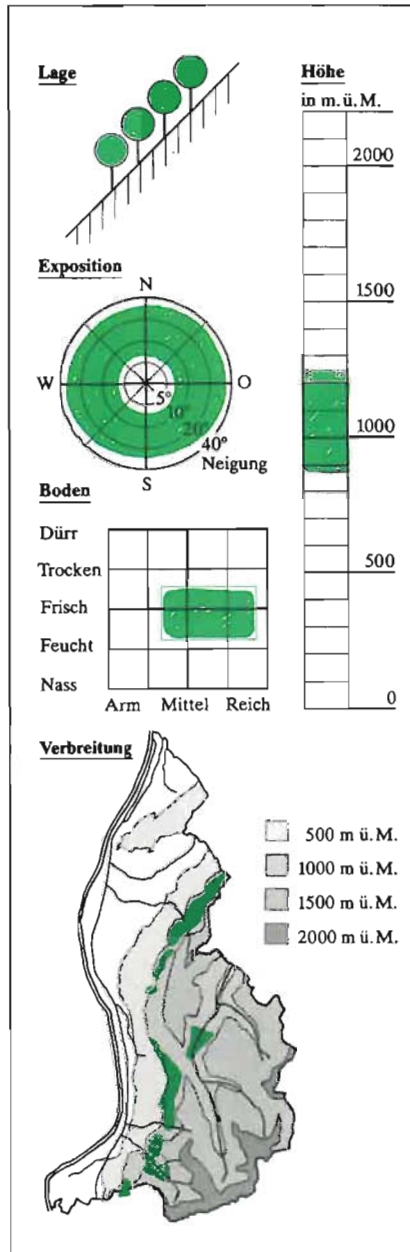 Lage
Höhe
in m.ü.M.
2000
1500
1000
500
0
Exposition
N
W
O
S
5°
10°
20°
40°
Neigung
Boden
Dürr
Trocken
Frisch
Feucht
Nass
Arm Mittel Reich
Verbreitung
500 m ü.M.
1000 m ü.M.
1500 m ü.M.
2000 m ü.M.